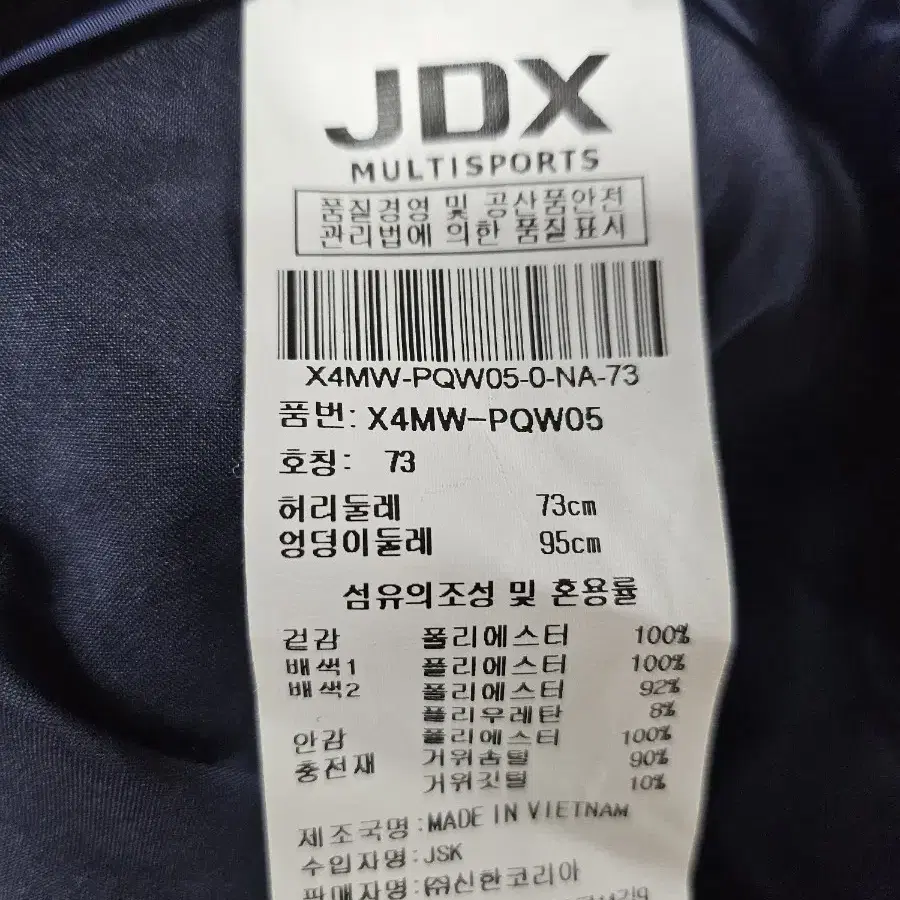 JDX
MULTISPORTS
품질경영 및 공산품안전
관리법에 의한 품질표시
X4MW-PQW05-0-NA-73
품번: X4MW-PQW05
호칭: 73
허리둘레 73cm
엉덩이둘레 95cm
섬유의조성 및 혼용률
겉감 폴리에스터 100%
배색1 폴리에스터 100%
배색2 폴리에스터 92%
폴리우레탄 8%
안감 폴리에스터 100%
충전재 거위솜털 90%
거위깃털 10%
제조국명:MADE IN VIETNAM
수입자명:JSK
판매자명:㈜신한코리아